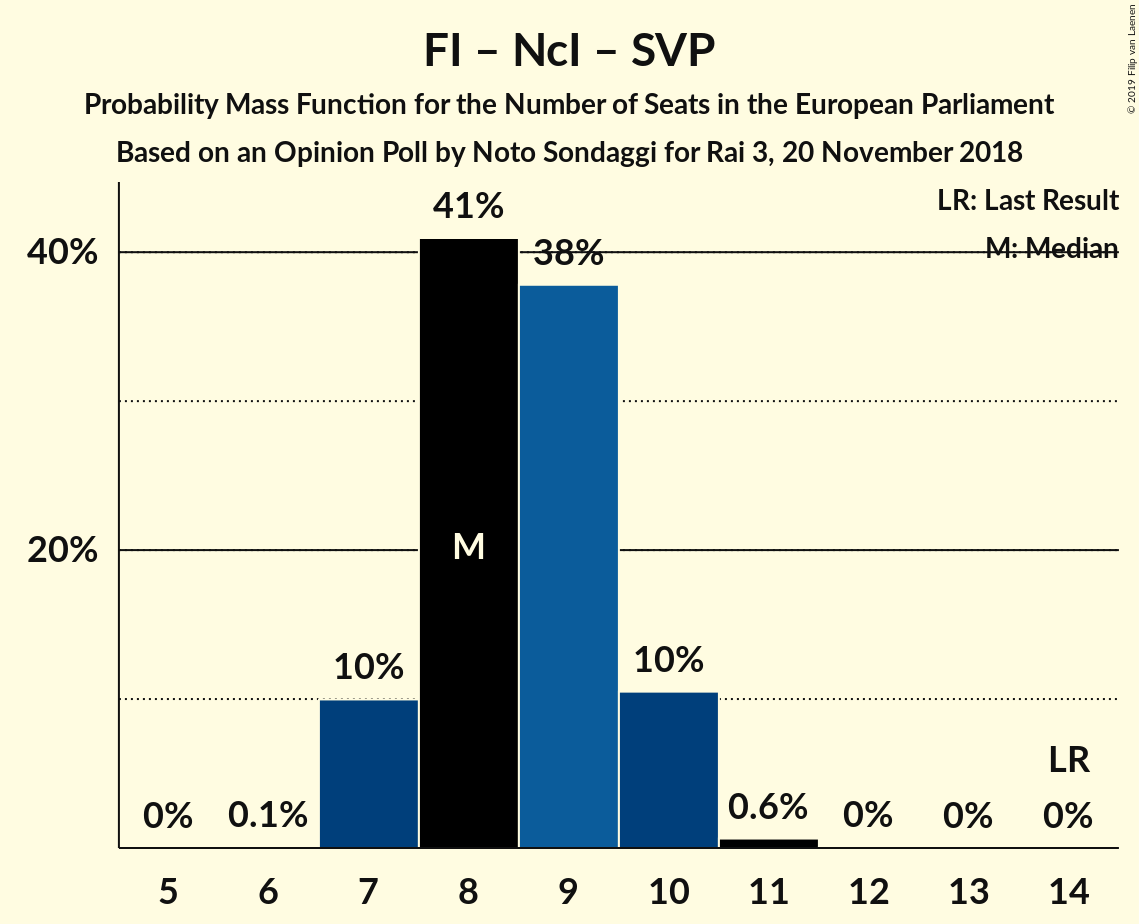 FI – NcI – SVP
Probability Mass Function for the Number of Seats in the European Parliament
Based on an Opinion Poll by Noto Sondaggi for Rai 3, 20 November 2018
© 2019 Filip van Laenen
LR: Last Result
M: Median
40%
20%
0%
0.1%
10%
41%
M
38%
10%
0.6%
0%
0%
LR
0%
5 6 7 8 9 10 11 12 13 14